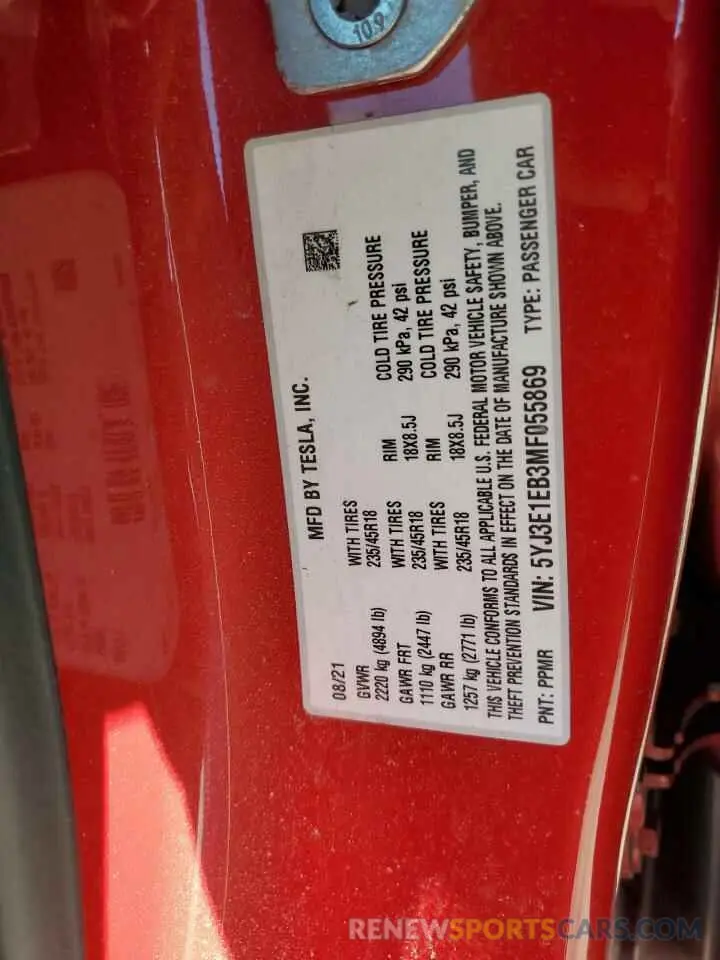 10.9
MFD BY TESLA, INC.
08/21
GVWR WITH TIRES RIM COLD TIRE PRESSURE
2220 kg (4894 lb) 235/45R18 18X8.5J 290 kPa, 42 psi
GAWR FRT WITH TIRES RIM COLD TIRE PRESSURE
1110 kg (2447 lb) 235/45R18 18X8.5J 290 kPa, 42 psi
GAWR RR
1257 kg (2771 lb) 235/45R18
THIS VEHICLE CONFORMS TO ALL APPLICABLE U.S. FEDERAL MOTOR VEHICLE SAFETY, BUMPER, AND
THEFT PREVENTION STANDARDS IN EFFECT ON THE DATE OF MANUFACTURE SHOWN ABOVE.
PNT: PPMR VIN: 5YJ3E1EB3MF055869 TYPE: PASSENGER CAR
RENEWSPORTSCARS.COM